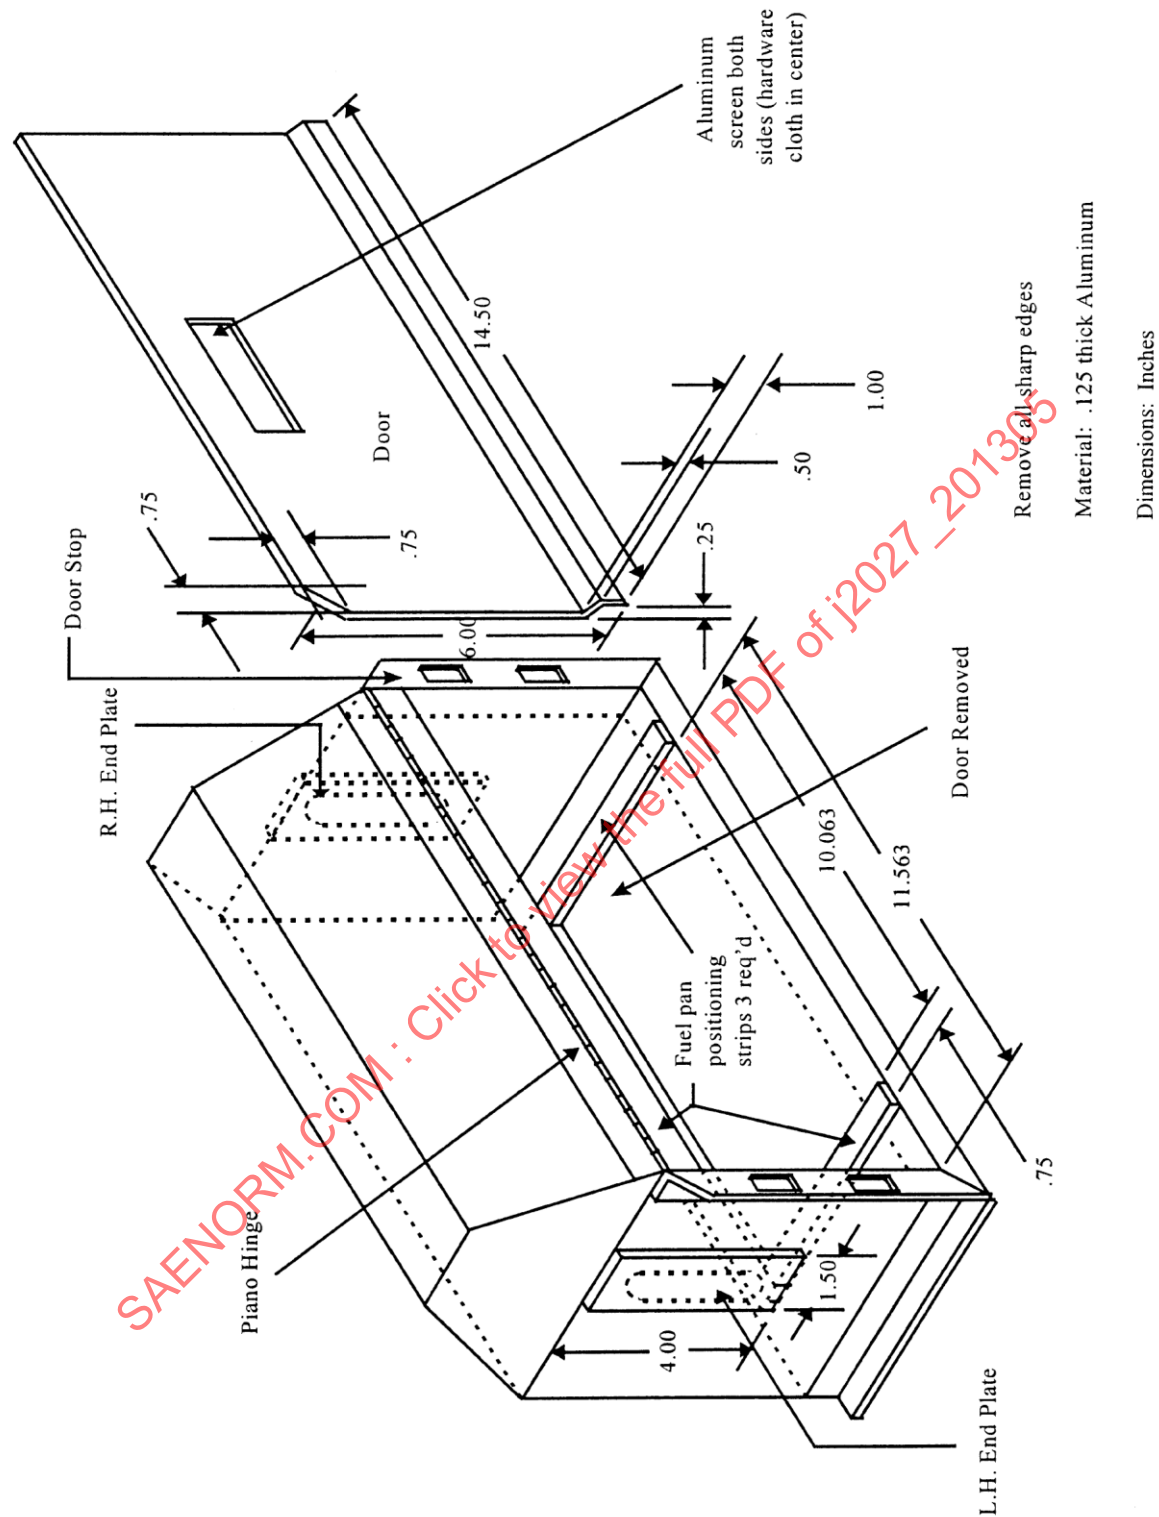 Aluminum
screen both
sides (hardware
cloth in center)
14.50
Door
.75
.75
1.00
.50
.25
6.00
Door Stop
R.H. End Plate
Door Removed
10.063
11.563
Fuel pan
positioning
strips 3 req'd
Piano Hinge
.75
1.50
4.00
L.H. End Plate
Remove all sharp edges
Material: .125 thick Aluminum
Dimensions: Inches
SAENORM.COM : Click to view the full PDF of j2027_201305